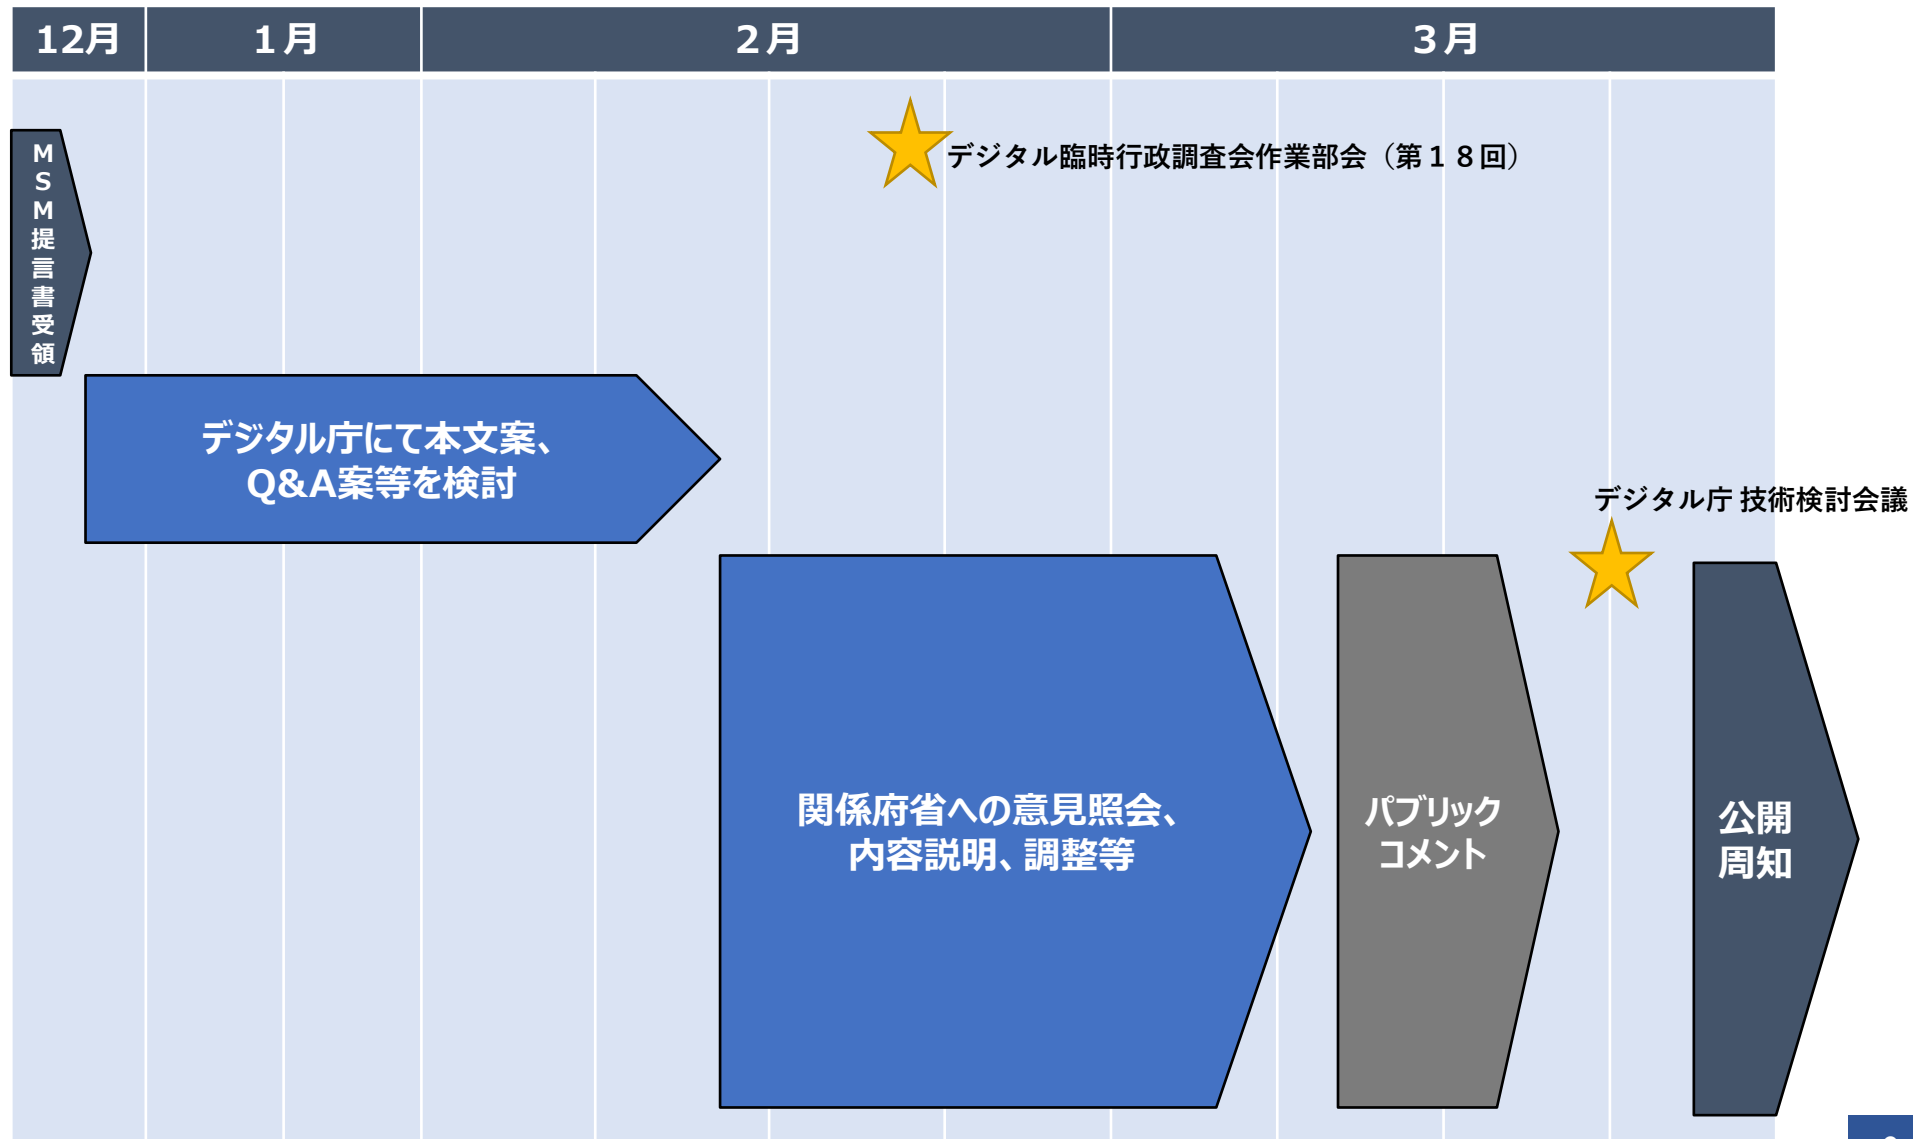 12月
１月
２月
３月
デジタル臨時行政調査会作業部会（第１８回）
MSM提言書受領
デジタル庁にて本文案、
Q&A案等を検討
デジタル庁 技術検討会議
関係府省への意見照会、
内容説明、調整等
パブリック
コメント
公開
周知